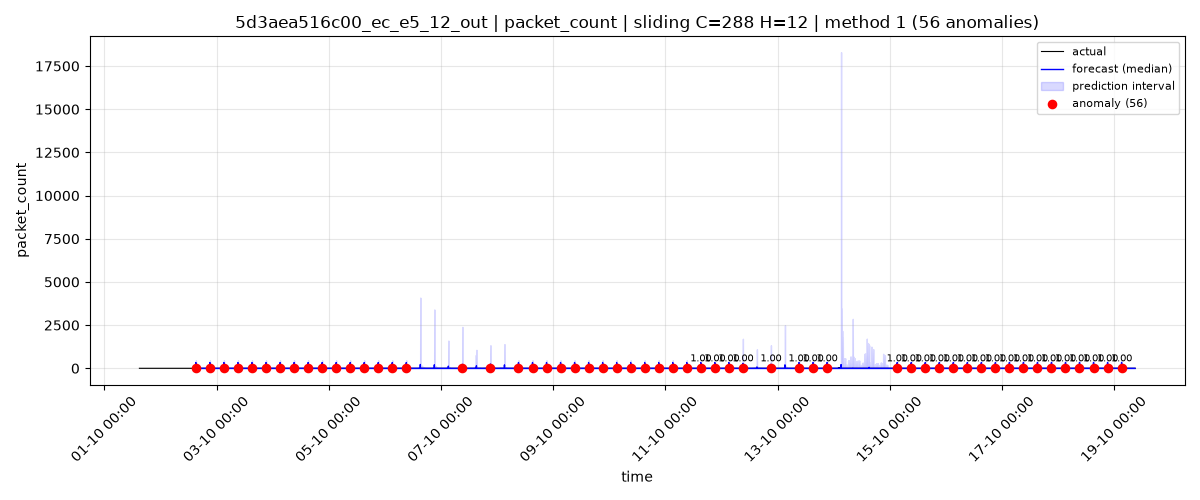 5d3aea516c00_ec_e5_12_out | packet_count | sliding C=288 H=12 | method 1 (56 anomalies)
actual
forecast (median)
prediction interval
anomaly (56)
packet_count
17500
15000
12500
10000
7500
5000
2500
0
1.00
01-10 00:00
03-10 00:00
05-10 00:00
07-10 00:00
09-10 00:00
11-10 00:00
13-10 00:00
15-10 00:00
17-10 00:00
19-10 00:00
time